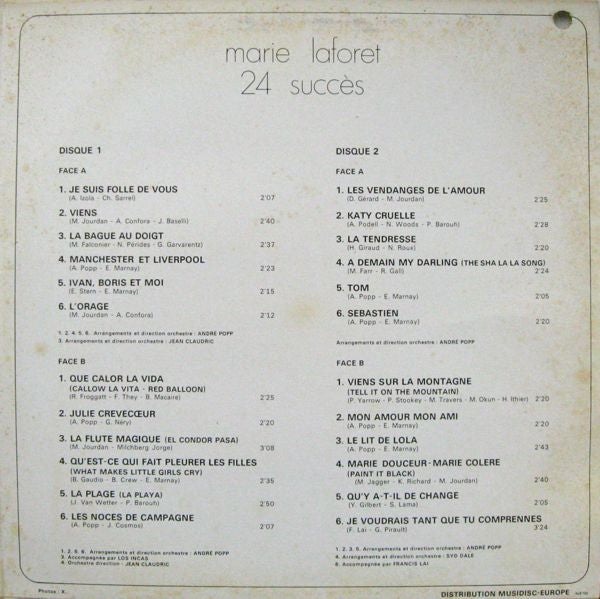 marie laforet
24 succès
DISQUE 1
FACE A
1. JE SUIS FOLLE DE VOUS
(A. Izola - Ch. Sarrel) 2'07
2. VIENS
(M. Jourdan - A. Confora - J. Baselli) 2'40
3. LA BAGUE AU DOIGT
(M. Falconier - N. Pérides - G. Garvarentz) 2'37
4. MANCHESTER ET LIVERPOOL
(A. Popp - E. Marnay) 2'23
5. IVAN, BORIS ET MOI
(E. Stern - E. Marnay) 2'15
6. L'ORAGE
(M. Jourdan - A. Confora) 2'12
1. 2. 4. 5. 6. Arrangements et direction orchestre : ANDRÉ POPP
3. Arrangements et direction orchestre : JEAN CLAUDRIC
FACE B
1. QUE CALOR LA VIDA
(CALLOW LA VITA - RED BALLOON)
(R. Froggatt - F. They - B. Macaire) 2'25
2. JULIE CREVECŒUR
(A. Popp - G. Néry) 2'20
3. LA FLUTE MAGIQUE (EL CONDOR PASA)
(M. Jourdan - Milchberg Jorge) 3'08
4. QU'EST-CE QUI FAIT PLEURER LES FILLES
(WHAT MAKES LITTLE GIRLS CRY)
(B. Gaudio - B. Crew - E. Marnay) 2'35
5. LA PLAGE (LA PLAYA)
(J. Van Wetter - P. Barouh) 2'50
6. LES NOCES DE CAMPAGNE
(A. Popp - J. Cosmos) 2'07
1. 2. 5. 6. Arrangements et direction orchestre : ANDRÉ POPP
3. Accompagnée par LOS INCAS
4. Orchestre direction - JEAN CLAUDRIC
DISQUE 2
FACE A
1. LES VENDANGES DE L'AMOUR
(D. Gérard - M. Jourdan) 2'25
2. KATY CRUELLE
(A. Podell - N. Woods - P. Barouh) 2'28
3. LA TENDRESSE
(H. Giraud - N. Roux) 2'20
4. A DEMAIN MY DARLING (THE SHA LA LA SONG)
(M. Farr - R. Gall) 2'24
5. TOM
(A. Popp - E. Marnay) 2'05
6. SEBASTIEN
(A. Popp - E. Marnay) 2'20
Arrangements et direction orchestre : ANDRÉ POPP
FACE B
1. VIENS SUR LA MONTAGNE
(TELL IT ON THE MOUNTAIN)
(P. Yarrow - P. Stookey - M. Travers - M. Okun - H. Ithier) 2'20
2. MON AMOUR MON AMI
(A. Popp - E. Marnay) 2'20
3. LE LIT DE LOLA
(A. Popp - E. Marnay) 2'43
4. MARIE DOUCEUR - MARIE COLERE
(PAINT IT BLACK)
(M. Jagger - K. Richard - M. Jourdan) 2'40
5. QU'Y A-T-IL DE CHANGE
(Y. Gilbert - S. Lama) 2'05
6. JE VOUDRAIS TANT QUE TU COMPRENNES
(F. Lai - G. Pirault) 3'24
1. 2. 3. 5. Arrangements et direction orchestre : ANDRÉ POPP
4. Arrangements et direction orchestre : SYD DALE
6. Accompagnée par FRANCIS LAI
Photos : X..
DISTRIBUTION MUSIDISC-EUROPE